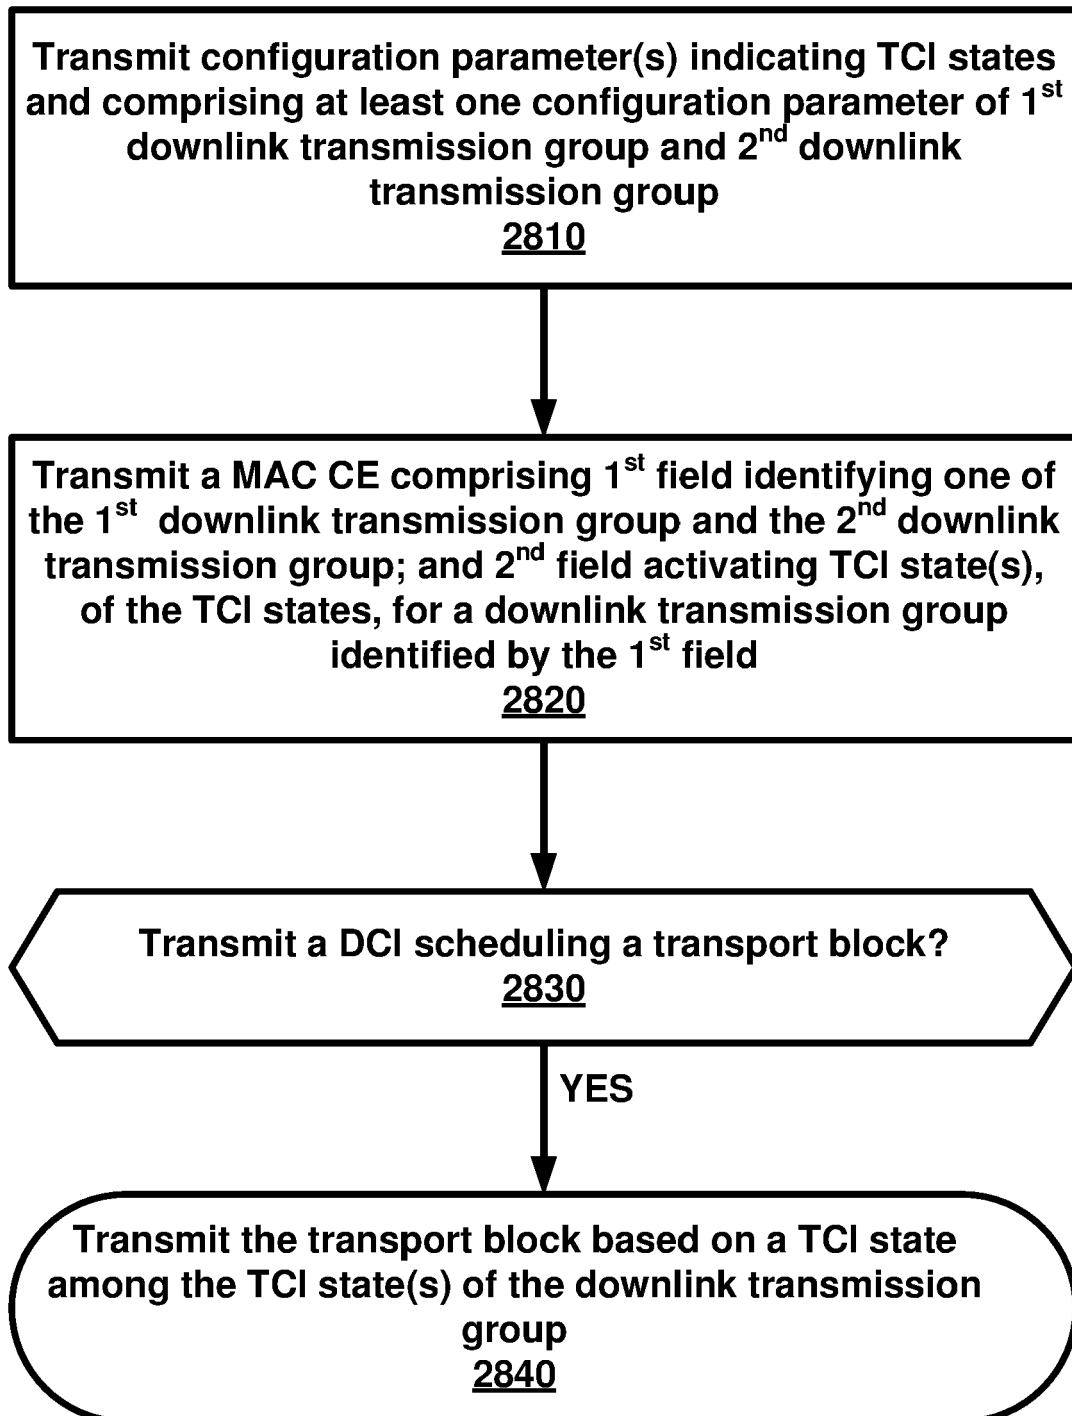 Transmit configuration parameter(s) indicating TCI states
and comprising at least one configuration parameter of 1st
downlink transmission group and 2nd downlink
transmission group
2810
Transmit a MAC CE comprising 1st field identifying one of
the 1st downlink transmission group and the 2nd downlink
transmission group; and 2nd field activating TCI state(s),
of the TCI states, for a downlink transmission group
identified by the 1st field
2820
Transmit a DCI scheduling a transport block?
2830
YES
Transmit the transport block based on a TCI state
among the TCI state(s) of the downlink transmission
group
2840